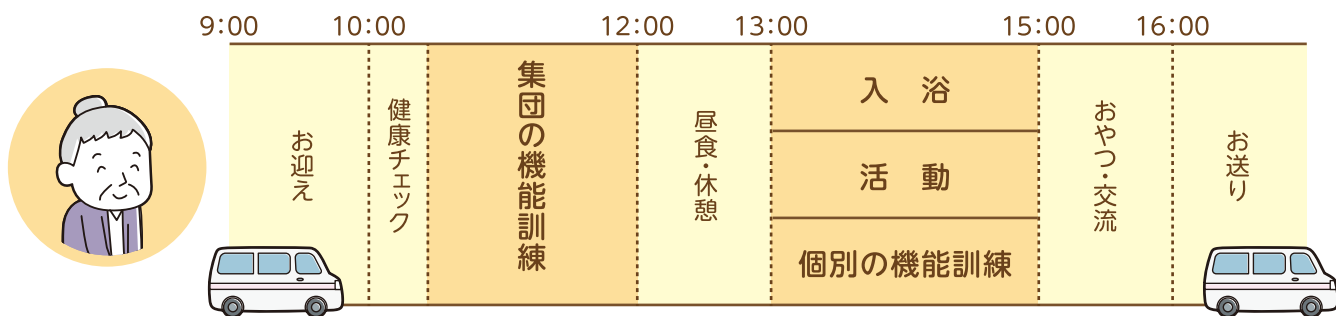 9:00
10:00
12:00
13:00
15:00
16:00
お迎え
健康チェック
集団の機能訓練
昼食・休憩
入　浴
活　動
個別の機能訓練
おやつ・交流
お送り